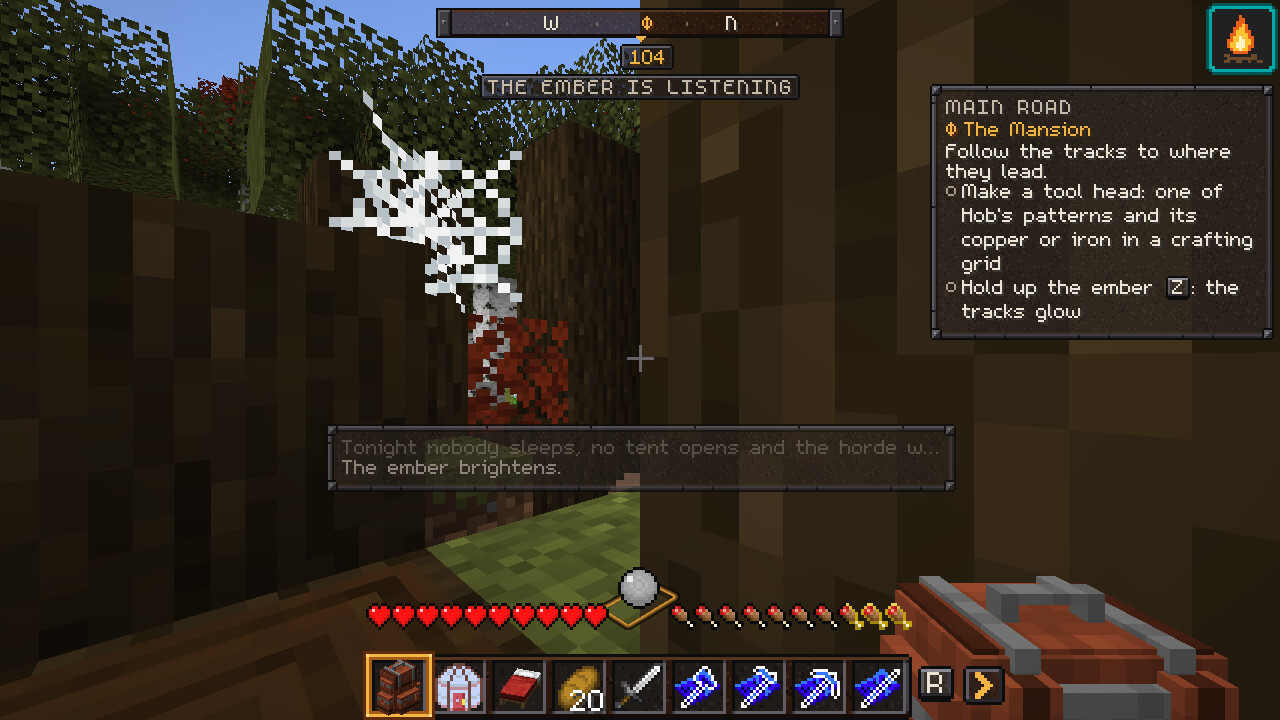 W
N
104
THE EMBER IS LISTENING
MAIN ROAD
The Mansion
Follow the tracks to where
they lead.
Make a tool head: one of
Hob's patterns and its
copper or iron in a crafting
grid
Hold up the ember Z: the
tracks glow
Tonight nobody sleeps, no tent opens and the horde w...
The ember brightens.
20
R